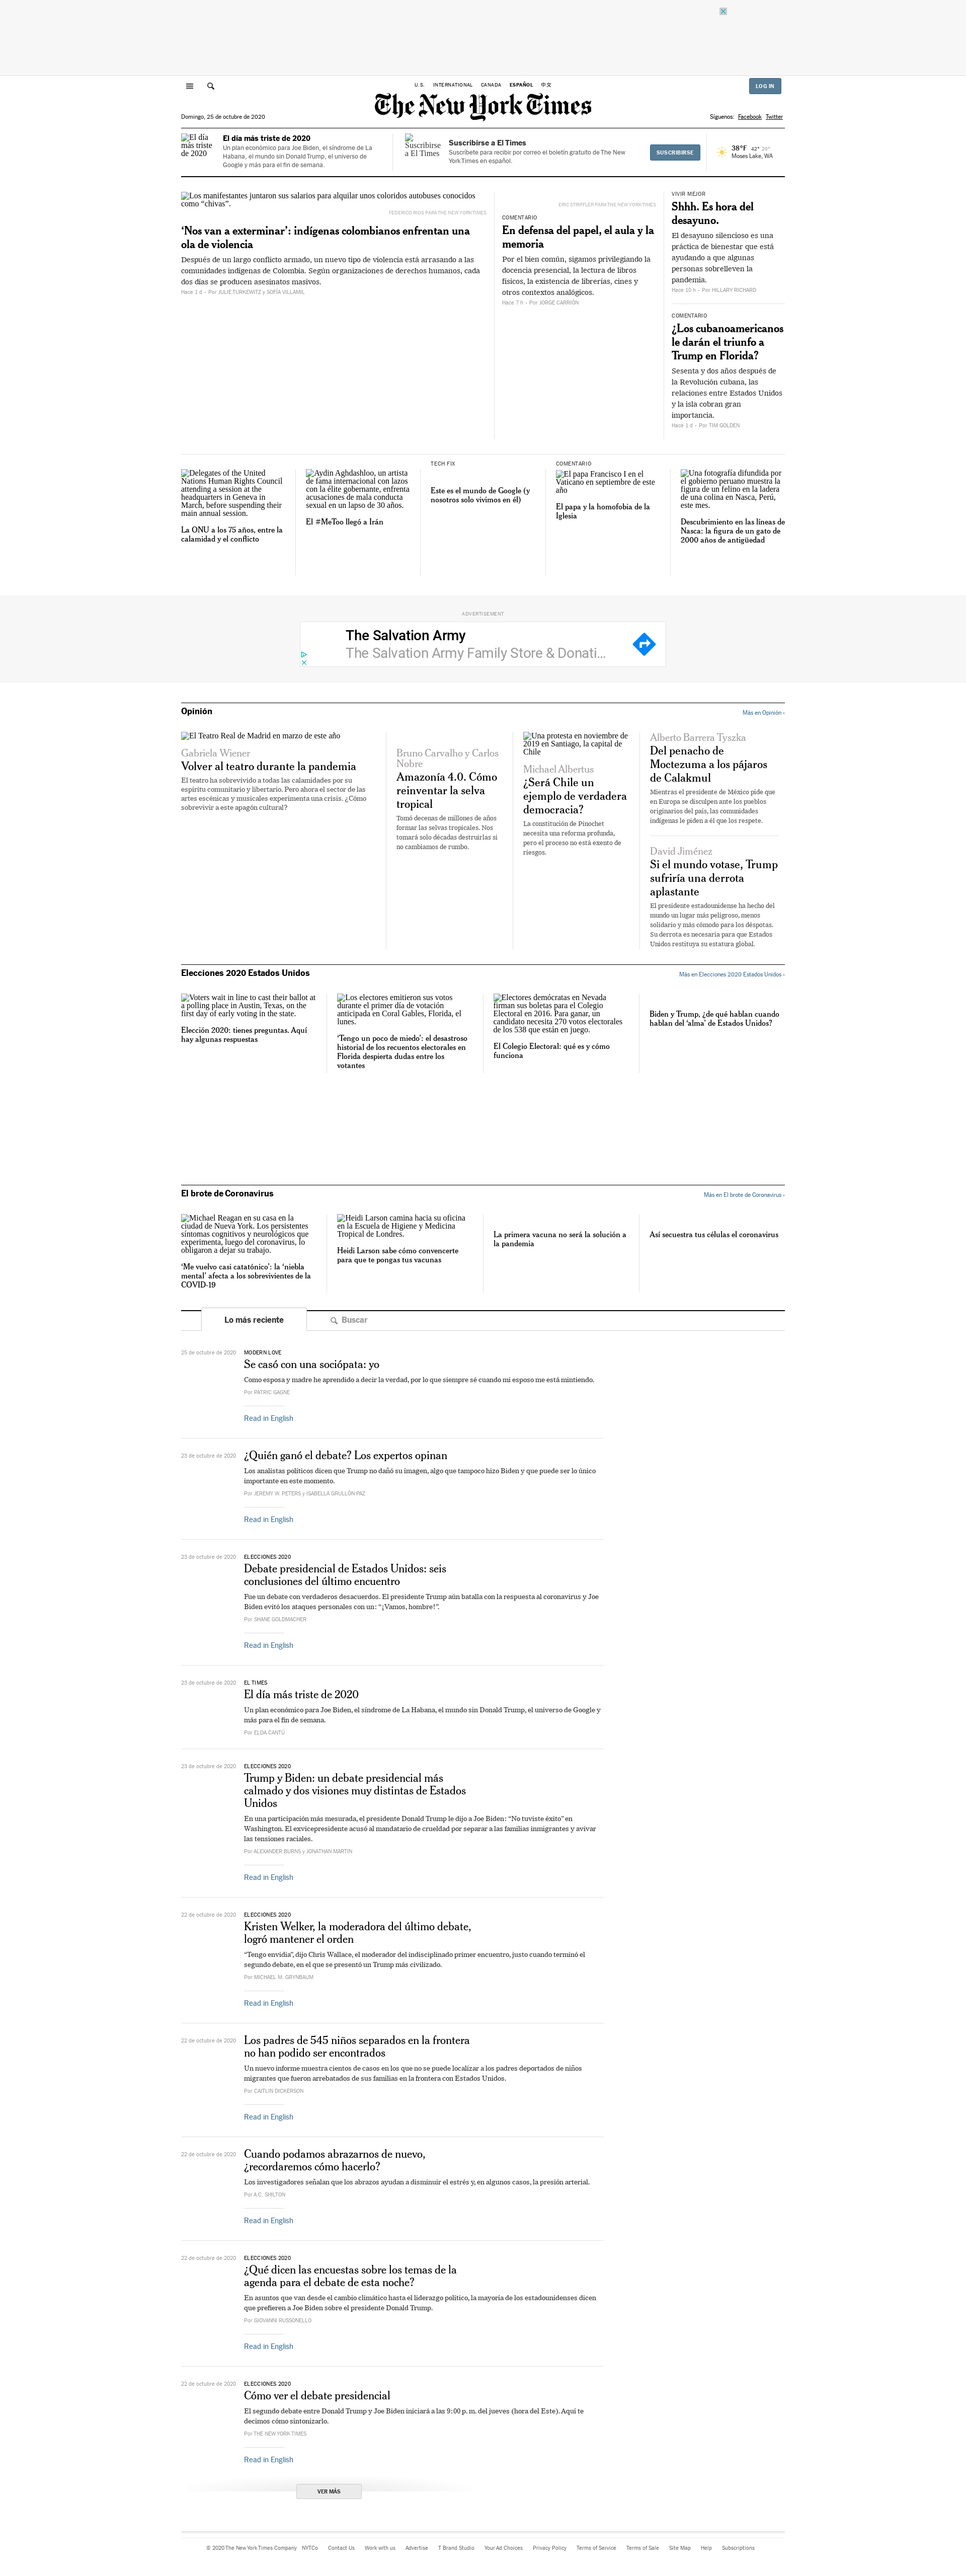 U.S. INTERNATIONAL CANADA ESPAÑOL 中文
LOG IN
The New York Times
Domingo, 25 de octubre de 2020
Síguenos: Facebook Twitter
El día más triste de 2020
El día más triste de 2020
Un plan económico para Joe Biden, el síndrome de La
Habana, el mundo sin Donald Trump, el universo de
Google y más para el fin de semana.
Suscribirse a El Times
Suscribirse a El Times
Suscríbete para recibir por correo el boletín gratuito de The New
York Times en español.
SUSCRIBIRSE
38°F 42° 20°
Moses Lake, WA
Los manifestantes juntaron sus salarios para alquilar unos coloridos autobuses conocidos
como “chivas”.
FEDERICO RIOS PARA THE NEW YORK TIMES
‘Nos van a exterminar’: indígenas colombianos enfrentan una
ola de violencia
Después de un largo conflicto armado, un nuevo tipo de violencia está arrasando a las
comunidades indígenas de Colombia. Según organizaciones de derechos humanos, cada
dos días se producen asesinatos masivos.
Hace 1 d - Por JULIE TURKEWITZ y SOFÍA VILLAMIL
ERIC STRIFFLER PARA THE NEW YORK TIMES
COMENTARIO
En defensa del papel, el aula y la
memoria
Por el bien común, sigamos privilegiando la
docencia presencial, la lectura de libros
físicos, la existencia de librerías, cines y
otros contextos analógicos.
Hace 7 h - Por JORGE CARRIÓN
VIVIR MEJOR
Shhh. Es hora del
desayuno.
El desayuno silencioso es una
práctica de bienestar que está
ayudando a que algunas
personas sobrelleven la
pandemia.
Hace 10 h - Por HILLARY RICHARD
COMENTARIO
¿Los cubanoamericanos
le darán el triunfo a
Trump en Florida?
Sesenta y dos años después de
la Revolución cubana, las
relaciones entre Estados Unidos
y la isla cobran gran
importancia.
Hace 1 d - Por TIM GOLDEN
Delegates of the United
Nations Human Rights Council
attending a session at the
headquarters in Geneva in
March, before suspending their
main annual session.
La ONU a los 75 años, entre la
calamidad y el conflicto
Aydin Aghdashloo, un artista
de fama internacional con lazos
con la élite gobernante, enfrenta
acusaciones de mala conducta
sexual en un lapso de 30 años.
El #MeToo llegó a Irán
TECH FIX
Este es el mundo de Google (y
nosotros solo vivimos en él)
COMENTARIO
El papa Francisco I en el
Vaticano en septiembre de este
año
El papa y la homofobia de la
Iglesia
Una fotografía difundida por
el gobierno peruano muestra la
figura de un felino en la ladera
de una colina en Nasca, Perú,
este mes.
Descubrimiento en las líneas de
Nasca: la figura de un gato de
2000 años de antigüedad
ADVERTISEMENT
The Salvation Army
The Salvation Army Family Store & Donati...
Opinión
Más en Opinión ›
El Teatro Real de Madrid en marzo de este año
Gabriela Wiener
Volver al teatro durante la pandemia
El teatro ha sobrevivido a todas las calamidades por su
espíritu comunitario y libertario. Pero ahora el sector de las
artes escénicas y musicales experimenta una crisis. ¿Cómo
sobrevivir a este apagón cultural?
Bruno Carvalho y Carlos
Nobre
Amazonía 4.0. Cómo
reinventar la selva
tropical
Tomó decenas de millones de años
formar las selvas tropicales. Nos
tomará solo décadas destruirlas si
no cambiamos de rumbo.
Una protesta en noviembre de
2019 en Santiago, la capital de
Chile
Michael Albertus
¿Será Chile un
ejemplo de verdadera
democracia?
La constitución de Pinochet
necesita una reforma profunda,
pero el proceso no está exento de
riesgos.
Alberto Barrera Tyszka
Del penacho de
Moctezuma a los pájaros
de Calakmul
Mientras el presidente de México pide que
en Europa se disculpen ante los pueblos
originarios del país, las comunidades
indígenas le piden a él que los respete.
David Jiménez
Si el mundo votase, Trump
sufriría una derrota
aplastante
El presidente estadounidense ha hecho del
mundo un lugar más peligroso, menos
solidario y más cómodo para los déspotas.
Su derrota es necesaria para que Estados
Unidos restituya su estatura global.
Elecciones 2020 Estados Unidos
Más en Elecciones 2020 Estados Unidos ›
Voters wait in line to cast their ballot at
a polling place in Austin, Texas, on the
first day of early voting in the state.
Elección 2020: tienes preguntas. Aquí
hay algunas respuestas
Los electores emitieron sus votos
durante el primer día de votación
anticipada en Coral Gables, Florida, el
lunes.
‘Tengo un poco de miedo’: el desastroso
historial de los recuentos electorales en
Florida despierta dudas entre los
votantes
Electores demócratas en Nevada
firman sus boletas para el Colegio
Electoral en 2016. Para ganar, un
candidato necesita 270 votos electorales
de los 538 que están en juego.
El Colegio Electoral: qué es y cómo
funciona
Biden y Trump, ¿de qué hablan cuando
hablan del ‘alma’ de Estados Unidos?
El brote de Coronavirus
Más en El brote de Coronavirus ›
Michael Reagan en su casa en la
ciudad de Nueva York. Los persistentes
síntomas cognitivos y neurológicos que
experimenta, luego del coronavirus, lo
obligaron a dejar su trabajo.
‘Me vuelvo casi catatónico’: la ‘niebla
mental’ afecta a los sobrevivientes de la
COVID-19
Heidi Larson camina hacia su oficina
en la Escuela de Higiene y Medicina
Tropical de Londres.
Heidi Larson sabe cómo convencerte
para que te pongas tus vacunas
La primera vacuna no será la solución a
la pandemia
Así secuestra tus células el coronavirus
Lo más reciente
Buscar
25 de octubre de 2020
MODERN LOVE
Se casó con una sociópata: yo
Como esposa y madre he aprendido a decir la verdad, por lo que siempre sé cuando mi esposo me está mintiendo.
Por PATRIC GAGNE
Read in English
23 de octubre de 2020
¿Quién ganó el debate? Los expertos opinan
Los analistas políticos dicen que Trump no dañó su imagen, algo que tampoco hizo Biden y que puede ser lo único
importante en este momento.
Por JEREMY W. PETERS y ISABELLA GRULLÓN PAZ
Read in English
23 de octubre de 2020
ELECCIONES 2020
Debate presidencial de Estados Unidos: seis
conclusiones del último encuentro
Fue un debate con verdaderos desacuerdos. El presidente Trump aún batalla con la respuesta al coronavirus y Joe
Biden evitó los ataques personales con un: “¡Vamos, hombre!”.
Por SHANE GOLDMACHER
Read in English
23 de octubre de 2020
EL TIMES
El día más triste de 2020
Un plan económico para Joe Biden, el síndrome de La Habana, el mundo sin Donald Trump, el universo de Google y
más para el fin de semana.
Por ELDA CANTÚ
23 de octubre de 2020
ELECCIONES 2020
Trump y Biden: un debate presidencial más
calmado y dos visiones muy distintas de Estados
Unidos
En una participación más mesurada, el presidente Donald Trump le dijo a Joe Biden: “No tuviste éxito” en
Washington. El exvicepresidente acusó al mandatario de crueldad por separar a las familias inmigrantes y avivar
las tensiones raciales.
Por ALEXANDER BURNS y JONATHAN MARTIN
Read in English
22 de octubre de 2020
ELECCIONES 2020
Kristen Welker, la moderadora del último debate,
logró mantener el orden
“Tengo envidia”, dijo Chris Wallace, el moderador del indisciplinado primer encuentro, justo cuando terminó el
segundo debate, en el que se presentó un Trump más civilizado.
Por MICHAEL M. GRYNBAUM
Read in English
22 de octubre de 2020
Los padres de 545 niños separados en la frontera
no han podido ser encontrados
Un nuevo informe muestra cientos de casos en los que no se puede localizar a los padres deportados de niños
migrantes que fueron arrebatados de sus familias en la frontera con Estados Unidos.
Por CAITLIN DICKERSON
Read in English
22 de octubre de 2020
Cuando podamos abrazarnos de nuevo,
¿recordaremos cómo hacerlo?
Los investigadores señalan que los abrazos ayudan a disminuir el estrés y, en algunos casos, la presión arterial.
Por A.C. SHILTON
Read in English
22 de octubre de 2020
ELECCIONES 2020
¿Qué dicen las encuestas sobre los temas de la
agenda para el debate de esta noche?
En asuntos que van desde el cambio climático hasta el liderazgo político, la mayoría de los estadounidenses dicen
que prefieren a Joe Biden sobre el presidente Donald Trump.
Por GIOVANNI RUSSONELLO
Read in English
22 de octubre de 2020
ELECCIONES 2020
Cómo ver el debate presidencial
El segundo debate entre Donald Trump y Joe Biden iniciará a las 9:00 p. m. del jueves (hora del Este). Aquí te
decimos cómo sintonizarlo.
Por THE NEW YORK TIMES
Read in English
VER MÁS
© 2020 The New York Times Company NYTCo Contact Us Work with us Advertise T Brand Studio Your Ad Choices Privacy Policy Terms of Service Terms of Sale Site Map Help Subscriptions